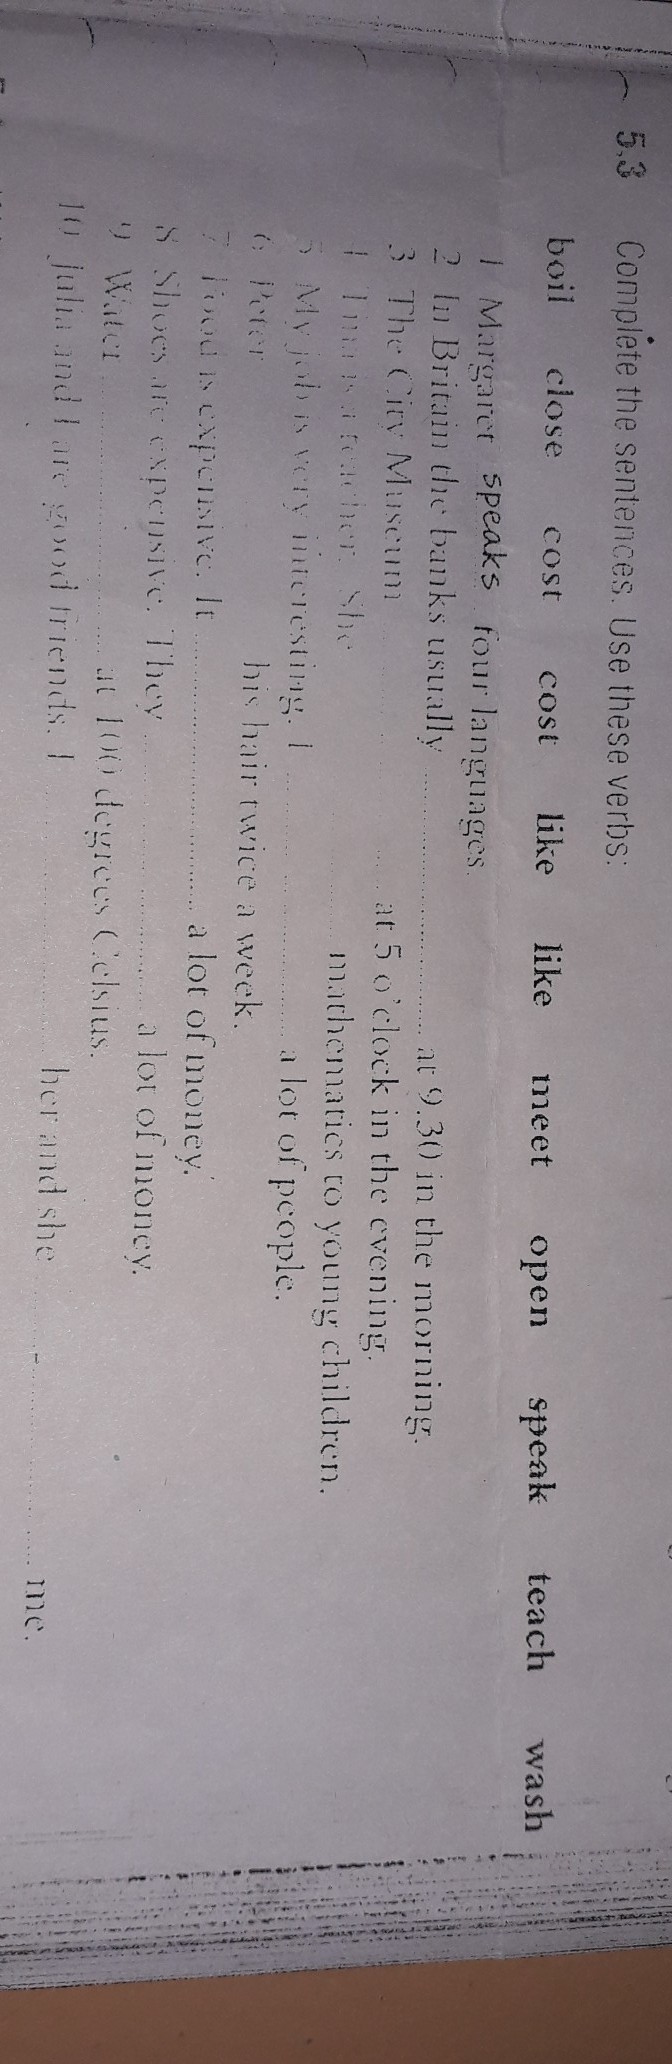 5.3 Complete the sentences. Use these verbs:
boil close cost cost like like meet open speak teach wash
1 Margaret speaks four languages.
2 In Britain the banks usually .................... at 9.30 in the morning.
3 The City Museum .................... at 5 o'clock in the evening.
4 Tina is a teacher. She .................... mathematics to young children.
5 My job is very interesting. I .................... a lot of people.
6 Peter his hair twice a week.
7 Food is expensive. It .................... a lot of money.
8 Shoes are expensive. They .................... a lot of money.
9 Water .................... at 100 degrees Celsius.
10 Julia and I are good friends. I .................... her and she .................... me.